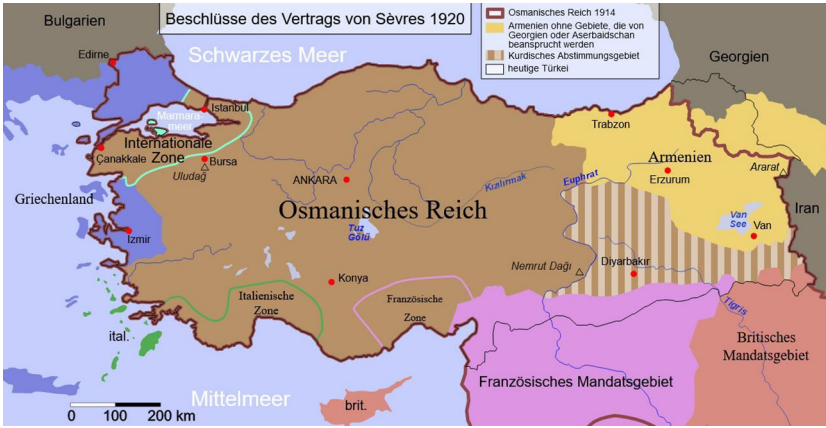 Beschlüsse des Vertrags von Sèvres 1920
Osmanisches Reich 1914
Armenien ohne Gebiete, die von
Georgien oder Aserbaidschan
beansprucht werden
Kurdisches Abstimmungsgebiet
heutige Türkei
Bulgarien
Edirne
Schwarzes Meer
Georgien
Istanbul
Marmara-
meer
Internationale
Zone
Çanakkale
Bursa
Uludağ
Trabzon
Armenien
Erzurum
Ararat
ANKARA
Kızılırmak
Euphrat
Griechenland
Osmanisches Reich
Iran
Van
See
Van
Izmir
Tuz
Gölü
Konya
Nemrut Dağı
Diyarbakır
Italienische
Zone
Französische
Zone
Tigris
ital.
Britisches
Mandatsgebiet
Französisches Mandatsgebiet
Mittelmeer
brit.
0 100 200 km